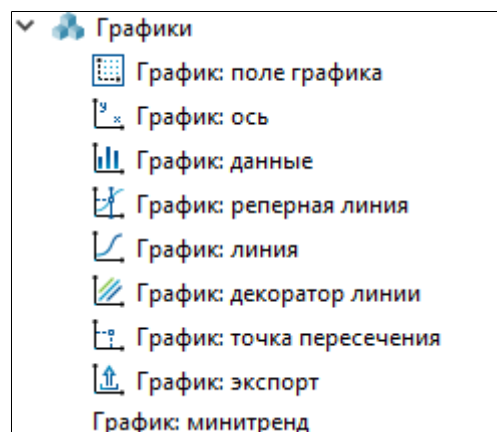 Графики
График: поле графика
График: ось
График: данные
График: реперная линия
График: линия
График: декоратор линии
График: точка пересечения
График: экспорт
График: минитренд